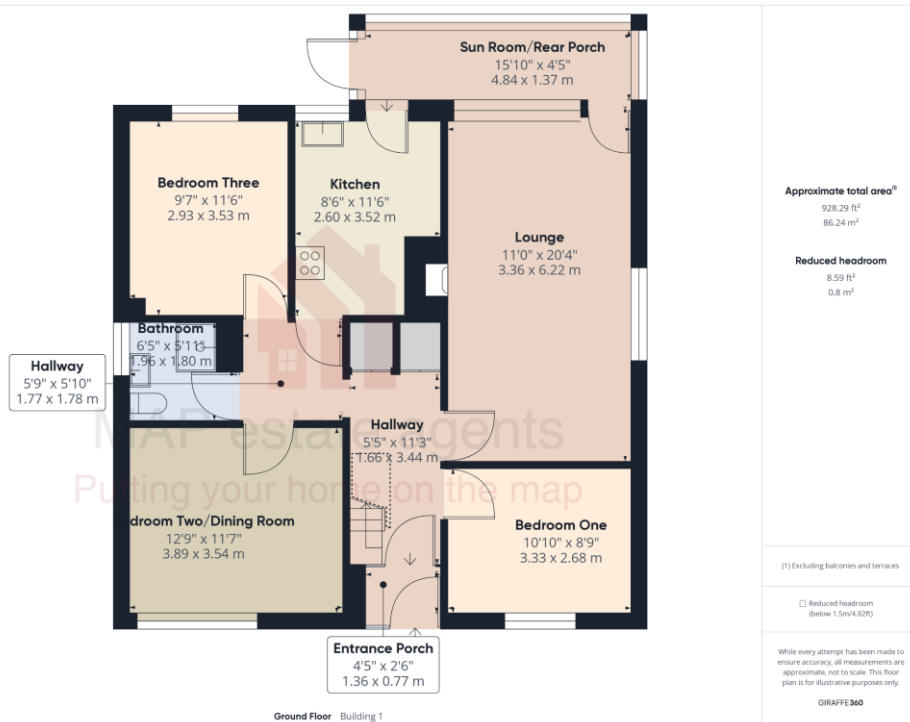 Sun Room/Rear Porch
15'10" x 4'5"
4.84 x 1.37 m
Bedroom Three
9'7" x 11'6"
2.93 x 3.53 m
Kitchen
8'6" x 11'6"
2.60 x 3.52 m
Lounge
11'0" x 20'4"
3.36 x 6.22 m
Bathroom
6'5" x 5'11"
1.96 x 1.80 m
Hallway
5'9" x 5'10"
1.77 x 1.78 m
Hallway
5'5" x 11'3"
1.66 x 3.44 m
MAP estate agents
Putting your home on the map
droom Two/Dining Room
12'9" x 11'7"
3.89 x 3.54 m
Bedroom One
10'10" x 8'9"
3.33 x 2.68 m
Entrance Porch
4'5" x 2'6"
1.36 x 0.77 m
Ground Floor Building 1
Approximate total area⁽¹⁾
928.29 ft²
86.24 m²
Reduced headroom
8.59 ft²
0.8 m²
(1) Excluding balconies and terraces
Reduced headroom
(below 1.5m/4.92ft)
While every attempt has been made to
ensure accuracy, all measurements are
approximate, not to scale. This floor
plan is for illustrative purposes only.
GIRAFFE360